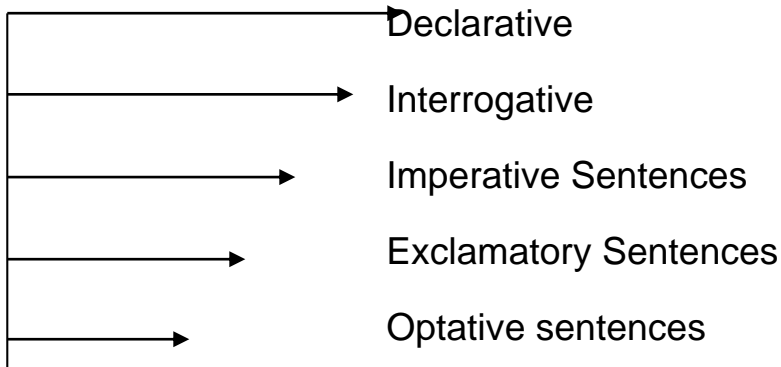 Declarative
Interrogative
Imperative Sentences
Exclamatory Sentences
Optative sentences